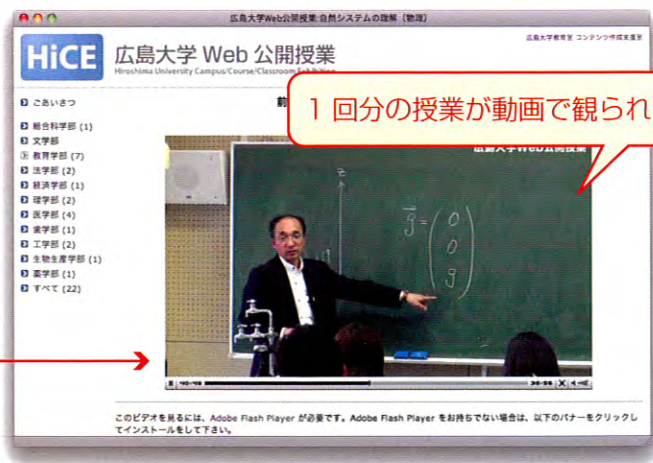 広島大学Web公開授業:自然システムの理解 (物理)
HiCE
広島大学 Web 公開授業
Hiroshima University Campus/Course/Classroom Exhibition
広島大学教育室 コンテンツ作成支援室
ごあいさつ
総合科学部 (1)
文学部
教育学部 (7)
法学部 (2)
経済学部 (1)
理学部 (2)
医学部 (4)
歯学部 (1)
工学部 (2)
生物生産学部 (1)
薬学部 (1)
すべて (22)
前
1 回分の授業が動画で観られ
広島大学Web公開授業
z
g = ( 0
0
g )
このビデオを見るには、Adobe Flash Player が必要です。Adobe Flash Player をお持ちでない場合は、以下のバナーをクリックし
てインストールをして下さい。